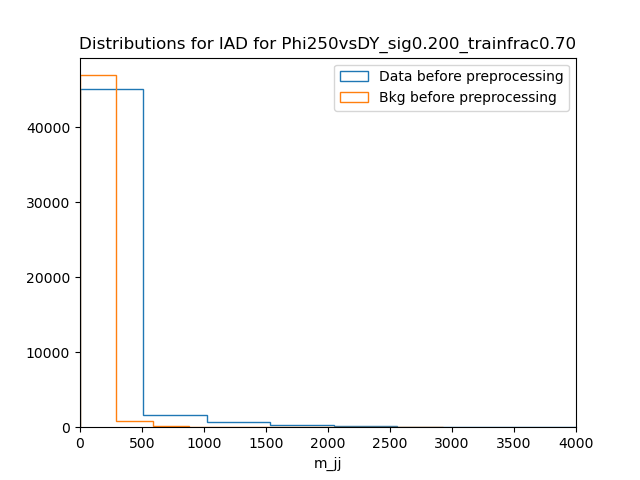 Distributions for IAD for Phi250vsDY_sig0.200_trainfrac0.70
Data before preprocessing
Bkg before preprocessing
40000
30000
20000
10000
0
0 500 1000 1500 2000 2500 3000 3500 4000
m_jj